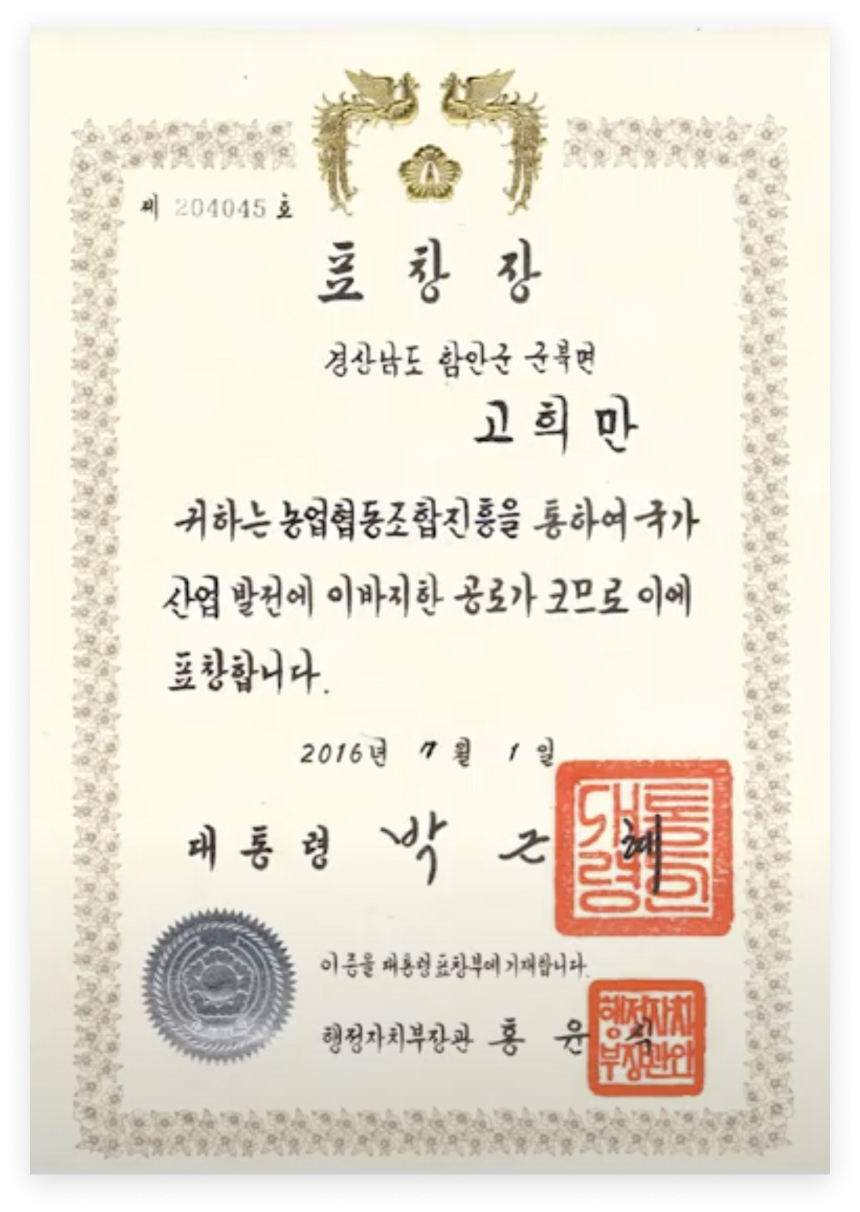 제 204045 호
표창장
경상남도 함안군 군북면
고희만
귀하는 농업협동조합진흥을 통하여 국가
산업 발전에 이바지한 공로가 크므로 이에
표창합니다.
2016년 7월 1일
대통령 박근혜
대통령의인
이 증을 대통령표창부에 기재합니다.
행정자치부장관 홍윤식
행정자치부장관인